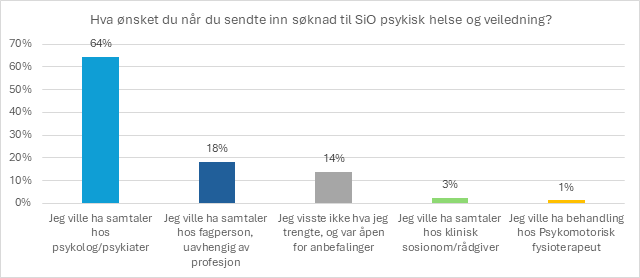 Hva ønsket du når du sendte inn søknad til SiO psykisk helse og veiledning?
70%
60%
50%
40%
30%
20%
10%
0%
64%
18%
14%
3%
1%
Jeg ville ha samtaler
hos
psykolog/psykiater
Jeg ville ha samtaler
hos fagperson,
uavhengig av
profesjon
Jeg visste ikke hva jeg
trengte, og var åpen
for anbefalinger
Jeg ville ha samtaler
hos klinisk
sosionom/rådgiver
Jeg ville ha behandling
hos Psykomotorisk
fysioterapeut